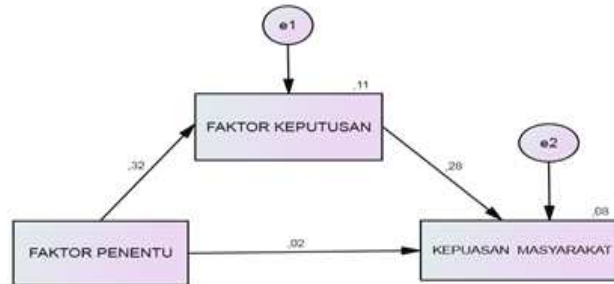 e1
,11
FAKTOR KEPUTUSAN
e2
,32
,28
,08
FAKTOR PENENTU
,02
KEPUASAN MASYARAKAT